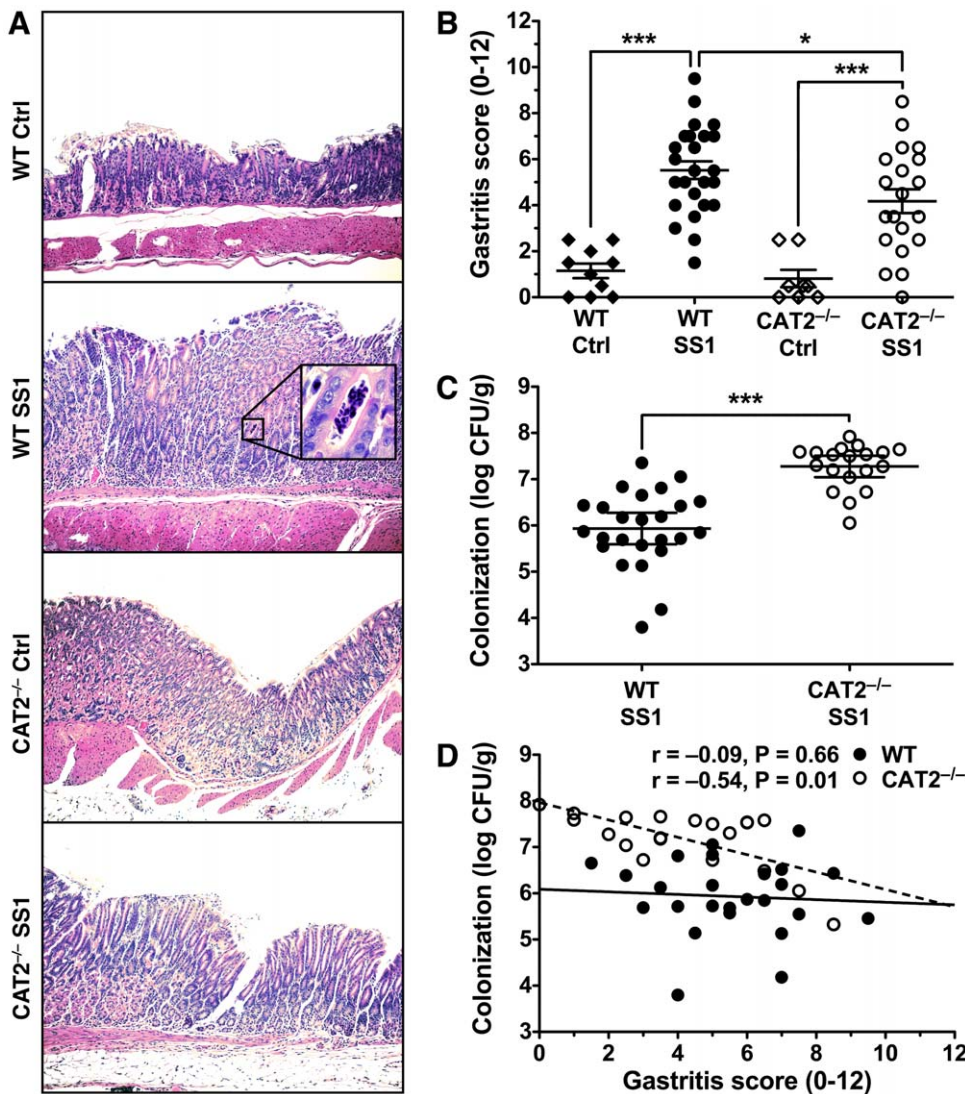 A
WT Ctrl
WT SS1
CAT2–/– Ctrl
CAT2–/– SS1
B
Gastritis score (0-12)
12
10
8
6
4
2
0
***
*
***
WT
Ctrl
WT
SS1
CAT2–/–
Ctrl
CAT2–/–
SS1
C
Colonization (log CFU/g)
9
8
7
6
5
4
3
***
WT
SS1
CAT2–/–
SS1
D
r = –0.09, P = 0.66 ● WT
r = –0.54, P = 0.01 ○ CAT2–/–
Colonization (log CFU/g)
9
8
7
6
5
4
3
0 2 4 6 8 10 12
Gastritis score (0-12)